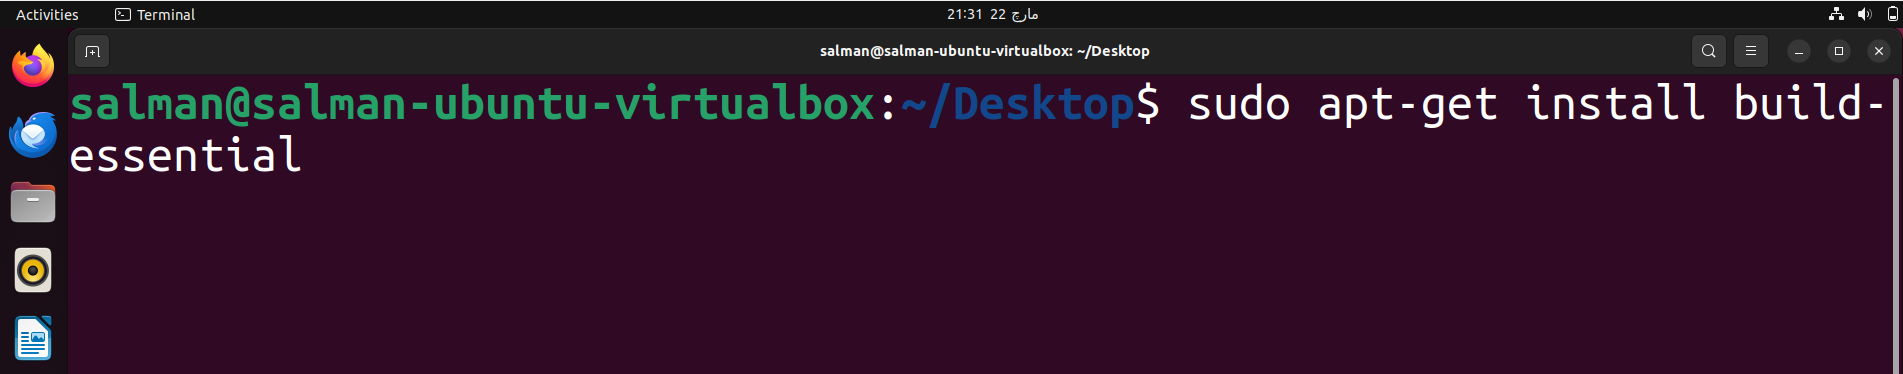 Activities Terminal 21:31 22 مارچ
salman@salman-ubuntu-virtualbox: ~/Desktop
salman@salman-ubuntu-virtualbox:~/Desktop$ sudo apt-get install build-
essential